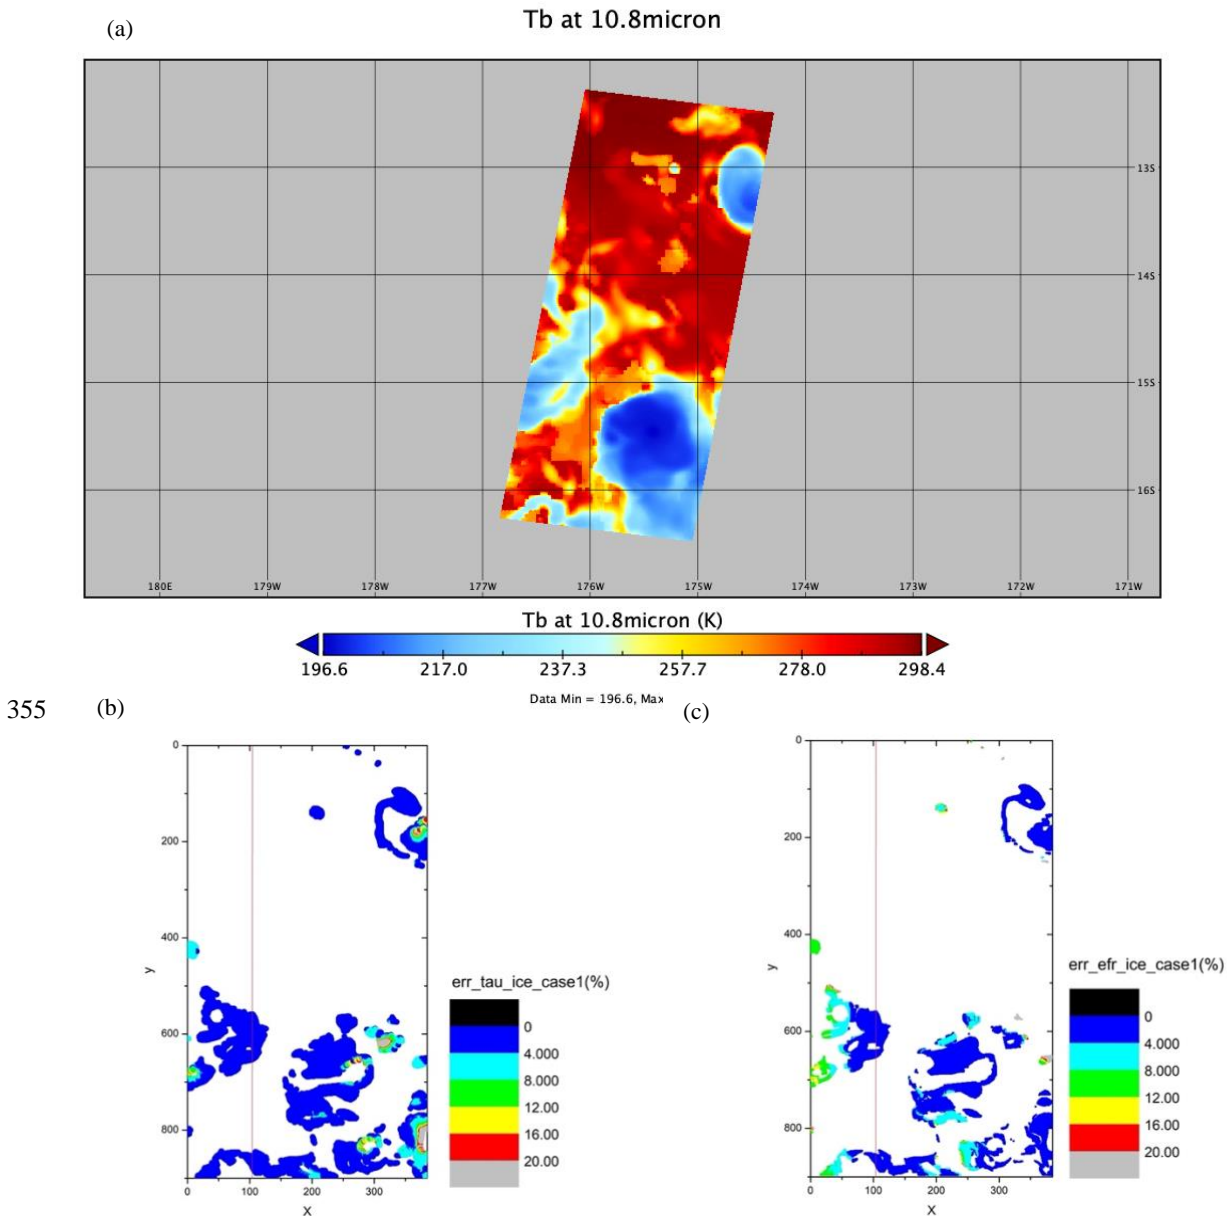 Tb at 10.8micron
(a)
13S
14S
15S
16S
180E 179W 178W 177W 176W 175W 174W 173W 172W 171W
Tb at 10.8micron (K)
196.6 217.0 237.3 257.7 278.0 298.4
Data Min = 196.6, Max
355
(b)
(c)
0
200
400
600
800
y
0 100 200 300
X
err_tau_ice_case1(%)
0
4.000
8.000
12.00
16.00
20.00
0
200
400
600
800
y
0 100 200 300
X
err_efr_ice_case1(%)
0
4.000
8.000
12.00
16.00
20.00